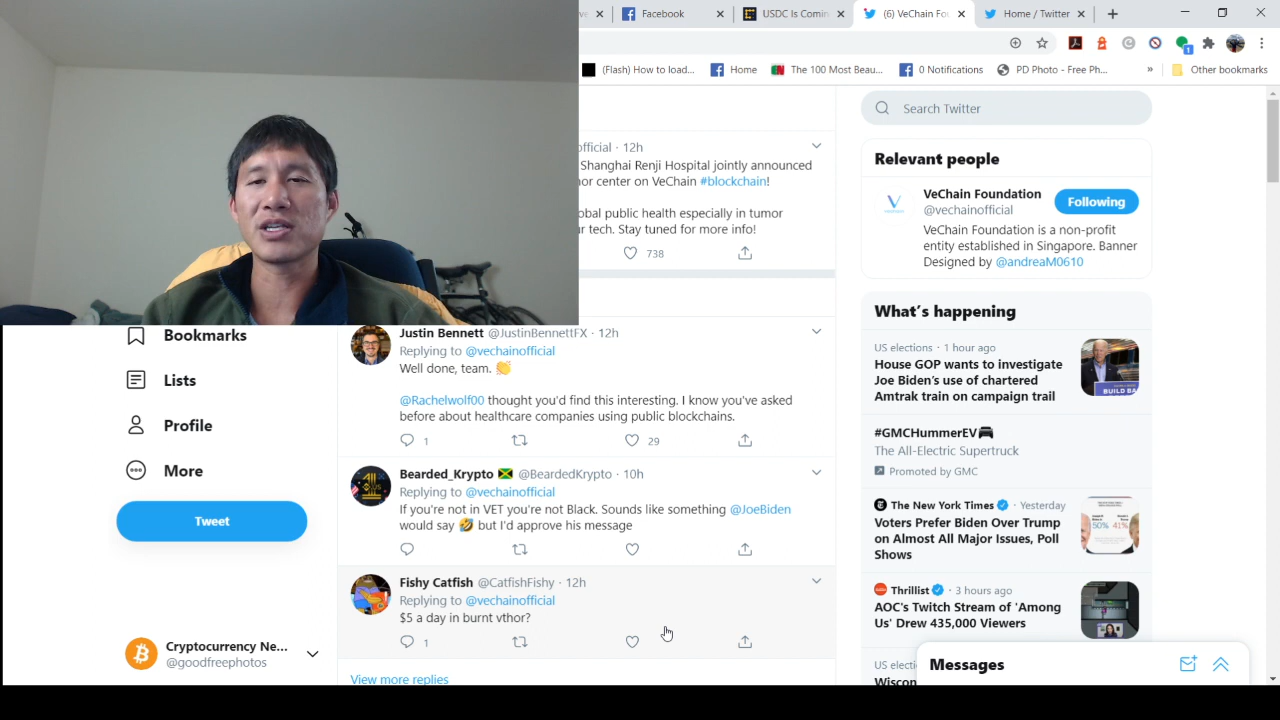 Facebook
USDC Is Comin
(6) VeChain Fou
Home / Twitter
(Flash) How to load...
Home
The 100 Most Beau...
0 Notifications
PD Photo - Free Ph...
»
Other bookmarks
official · 12h
Shanghai Renji Hospital jointly announced
or center on VeChain #blockchain!
obal public health especially in tumor
r tech. Stay tuned for more info!
738
Bookmarks
Lists
Profile
More
Tweet
Cryptocurrency Ne...
@goodfreephotos
Justin Bennett @JustinBennettFX · 12h
Replying to @vechainofficial
Well done, team. 👏
@Rachelwolf00 thought you'd find this interesting. I know you've asked
before about healthcare companies using public blockchains.
1
29
Bearded_Krypto 🇯🇲 @BeardedKrypto · 10h
Replying to @vechainofficial
If you're not in VET you're not Black. Sounds like something @JoeBiden
would say 🤣 but I'd approve his message
Fishy Catfish @CatfishFishy · 12h
Replying to @vechainofficial
$5 a day in burnt vthor?
1
View more replies
Search Twitter
Relevant people
VeChain Foundation
@vechainofficial
Following
VeChain Foundation is a non-profit
entity established in Singapore. Banner
Designed by @andreaM0610
What's happening
US elections · 1 hour ago
House GOP wants to investigate
Joe Biden's use of chartered
Amtrak train on campaign trail
BUILD BA
#GMCHummerEV
The All-Electric Supertruck
Promoted by GMC
The New York Times · Yesterday
Voters Prefer Biden Over Trump
on Almost All Major Issues, Poll
Shows
50% 41%
Thrillist · 3 hours ago
AOC's Twitch Stream of 'Among
Us' Drew 435,000 Viewers
US electi
Wiscon
Messages